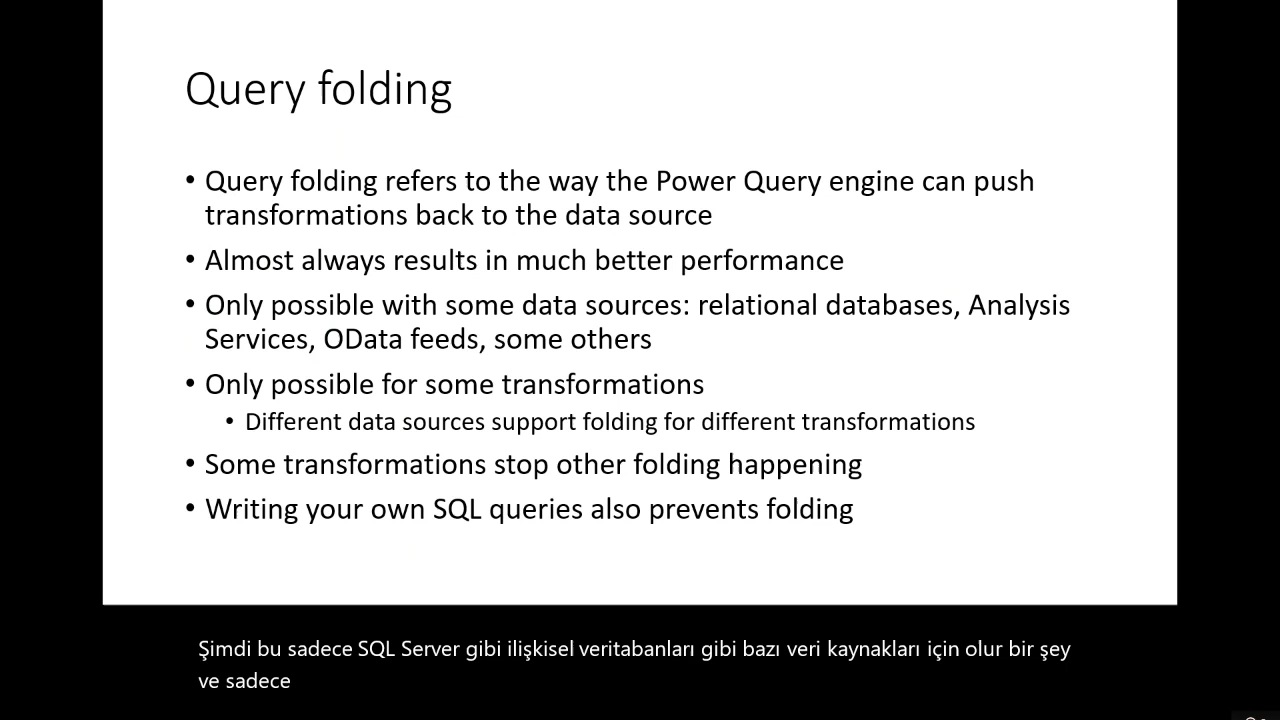 Query folding
• Query folding refers to the way the Power Query engine can push
transformations back to the data source
• Almost always results in much better performance
• Only possible with some data sources: relational databases, Analysis
Services, OData feeds, some others
• Only possible for some transformations
• Different data sources support folding for different transformations
• Some transformations stop other folding happening
• Writing your own SQL queries also prevents folding
Şimdi bu sadece SQL Server gibi ilişkisel veritabanları gibi bazı veri kaynakları için olur bir şey
ve sadece